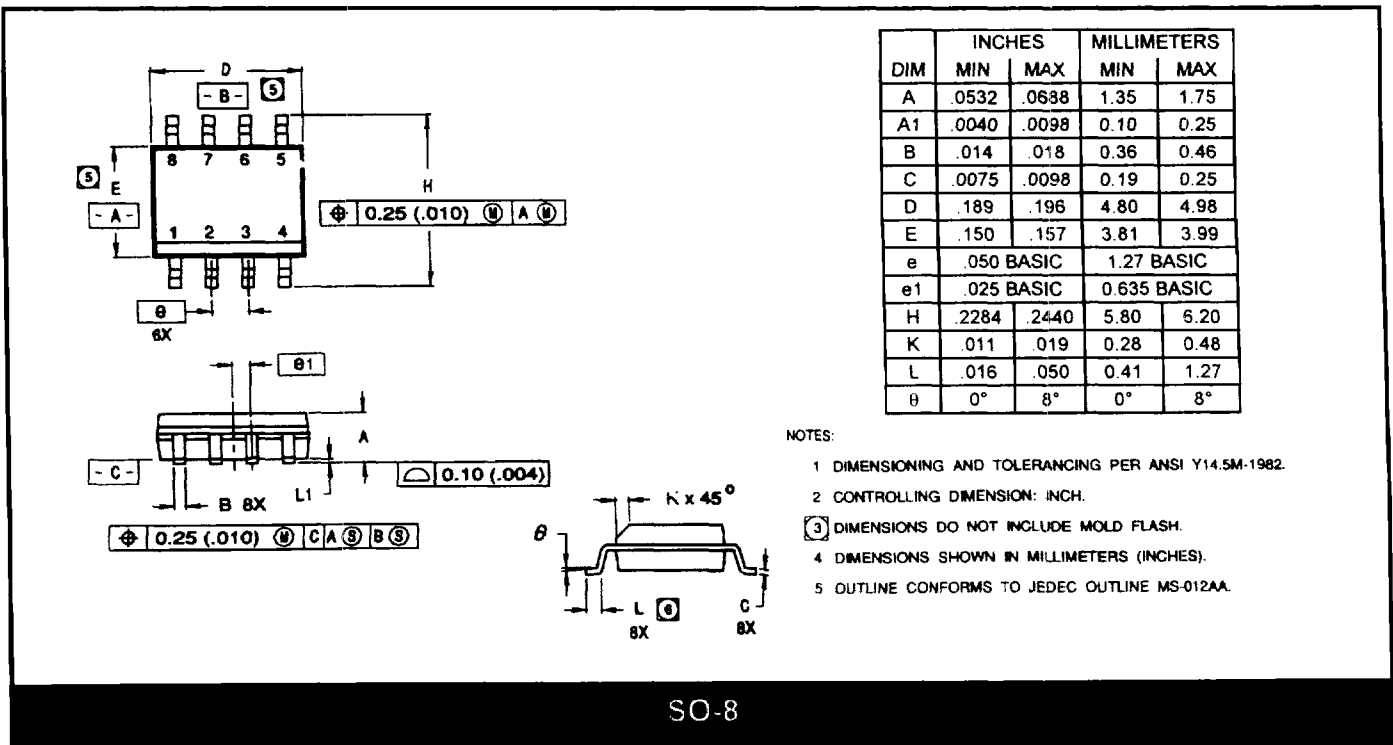 D
- B - 5
8 7 6 5
5 E
- A -
H
⌖ 0.25 (.010) Ⓜ A Ⓜ
1 2 3 4
e
6X
e1
A
- C -
⌓ 0.10 (.004)
B 8X
L1
⌖ 0.25 (.010) Ⓜ C A Ⓢ B Ⓢ
K x 45°
θ
L 6
8X
C
8X
INCHES MILLIMETERS
DIM MIN MAX MIN MAX
A .0532 .0688 1.35 1.75
A1 .0040 .0098 0.10 0.25
B .014 .018 0.36 0.46
C .0075 .0098 0.19 0.25
D .189 .196 4.80 4.98
E .150 .157 3.81 3.99
e .050 BASIC 1.27 BASIC
e1 .025 BASIC 0.635 BASIC
H .2284 .2440 5.80 6.20
K .011 .019 0.28 0.48
L .016 .050 0.41 1.27
θ 0° 8° 0° 8°
NOTES:
1 DIMENSIONING AND TOLERANCING PER ANSI Y14.5M-1982.
2 CONTROLLING DIMENSION: INCH.
3 DIMENSIONS DO NOT INCLUDE MOLD FLASH.
4 DIMENSIONS SHOWN IN MILLIMETERS (INCHES).
5 OUTLINE CONFORMS TO JEDEC OUTLINE MS-012AA.
SO-8